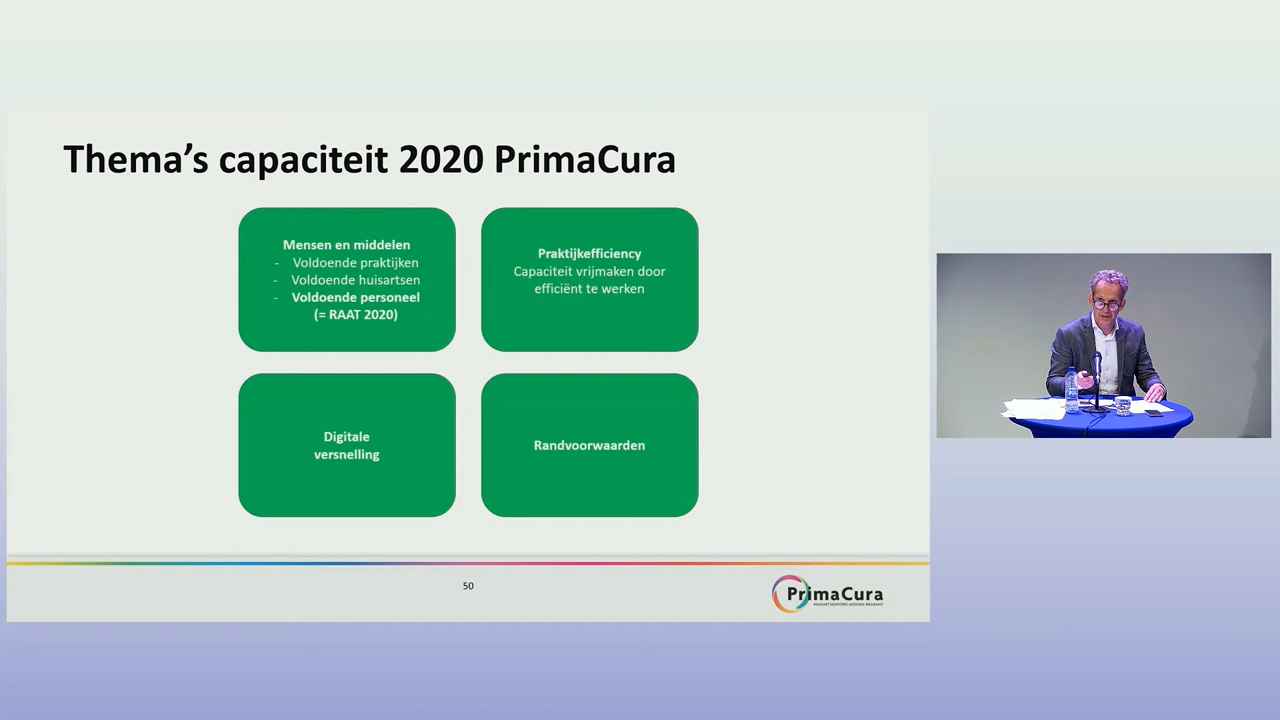 Thema's capaciteit 2020 PrimaCura
Mensen en middelen
- Voldoende praktijken
- Voldoende huisartsen
- Voldoende personeel
(= RAAT 2020)
Praktijkefficiency
Capaciteit vrijmaken door
efficiënt te werken
Digitale
versnelling
Randvoorwaarden
50
PrimaCura
HUISARTSENZORG MIDDEN-BRABANT